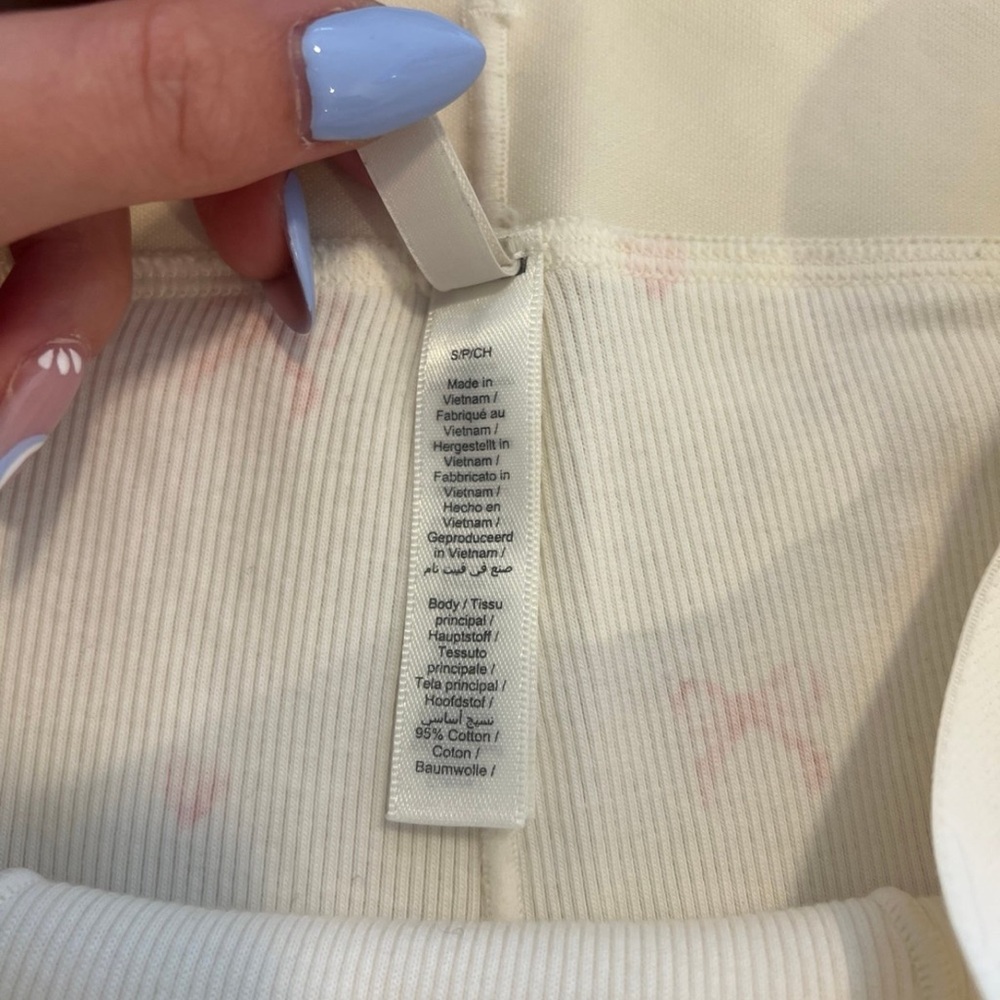 S/P/CH
Made in
Vietnam /
Fabriqué au
Vietnam /
Hergestellt in
Vietnam /
Fabbricato in
Vietnam /
Hecho en
Vietnam /
Geproduceerd
in Vietnam /
صنع في فييت نام
Body / Tissu
principal /
Hauptstoff /
Tessuto
principale /
Tela principal /
Hoofdstof /
نسيج أساسي
95% Cotton /
Coton /
Baumwolle /